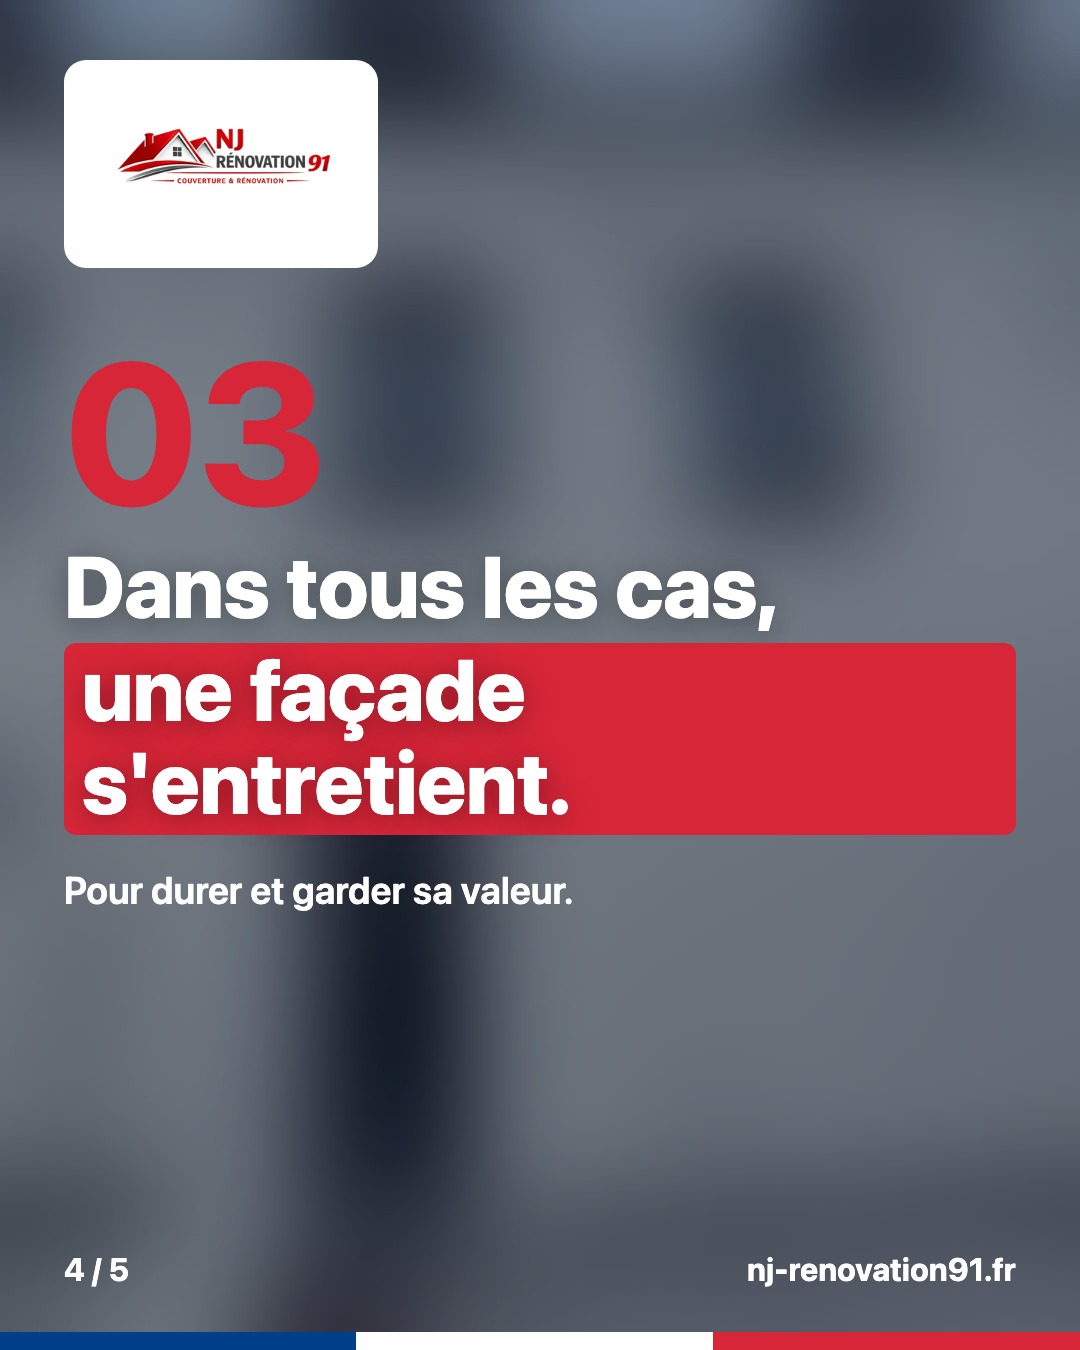 NJ
RÉNOVATION 91
COUVERTURE & RÉNOVATION
03
Dans tous les cas,
une façade
s'entretient.
Pour durer et garder sa valeur.
4 / 5
nj-renovation91.fr